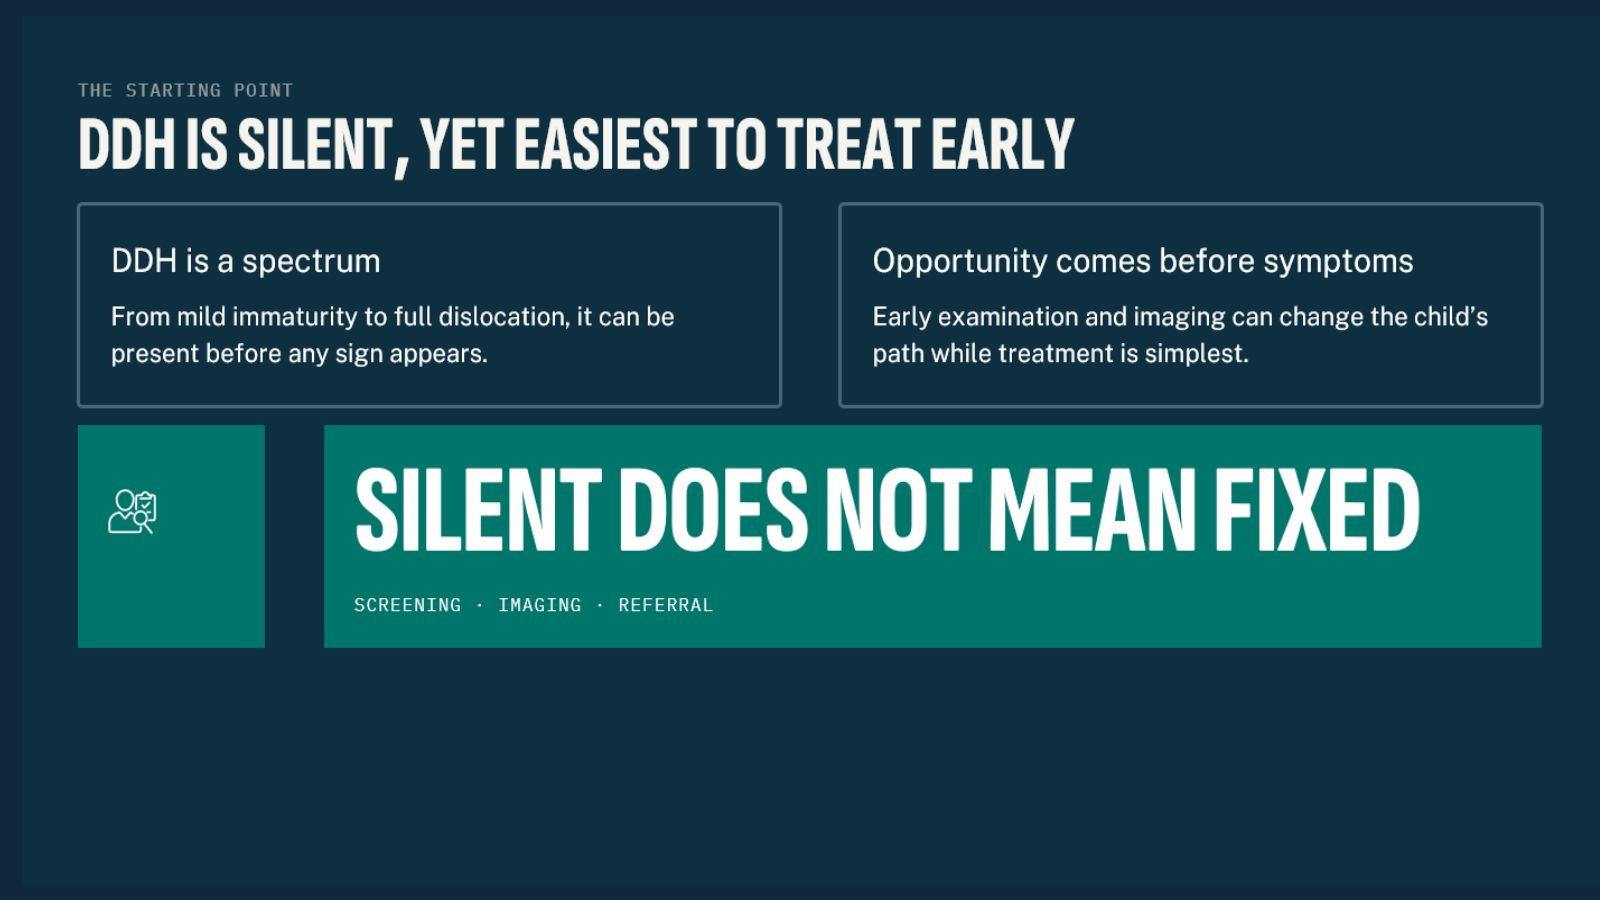 THE STARTING POINT
DDH IS SILENT, YET EASIEST TO TREAT EARLY
DDH is a spectrum
From mild immaturity to full dislocation, it can be
present before any sign appears.
Opportunity comes before symptoms
Early examination and imaging can change the child’s
path while treatment is simplest.
SILENT DOES NOT MEAN FIXED
SCREENING · IMAGING · REFERRAL